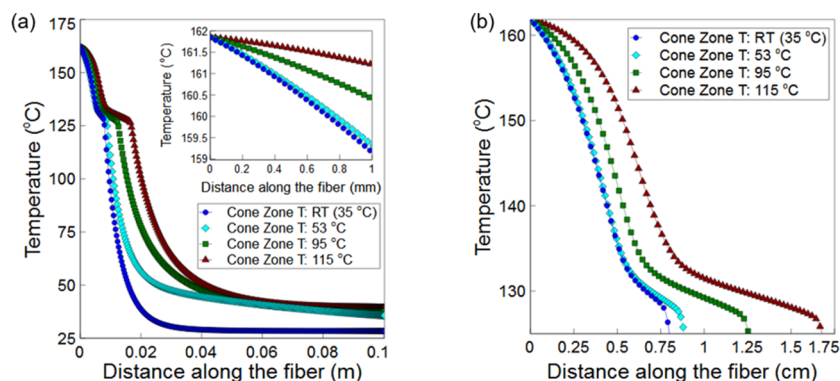 (a)
Temperature (°C)
175
150
125
100
75
50
25
0
0.02
0.04
0.06
0.08
0.1
Distance along the fiber (m)
Temperature (°C)
162
161.5
161
160.5
160
159.5
159
0
0.2
0.4
0.6
0.8
1
Distance along the fiber (mm)
Cone Zone T: RT (35 °C)
Cone Zone T: 53 °C
Cone Zone T: 95 °C
Cone Zone T: 115 °C
(b)
Temperature (°C)
160
150
140
130
0
0.25
0.5
0.75
1
1.25
1.5
1.75
Distance along the fiber (cm)
Cone Zone T: RT (35 °C)
Cone Zone T: 53 °C
Cone Zone T: 95 °C
Cone Zone T: 115 °C